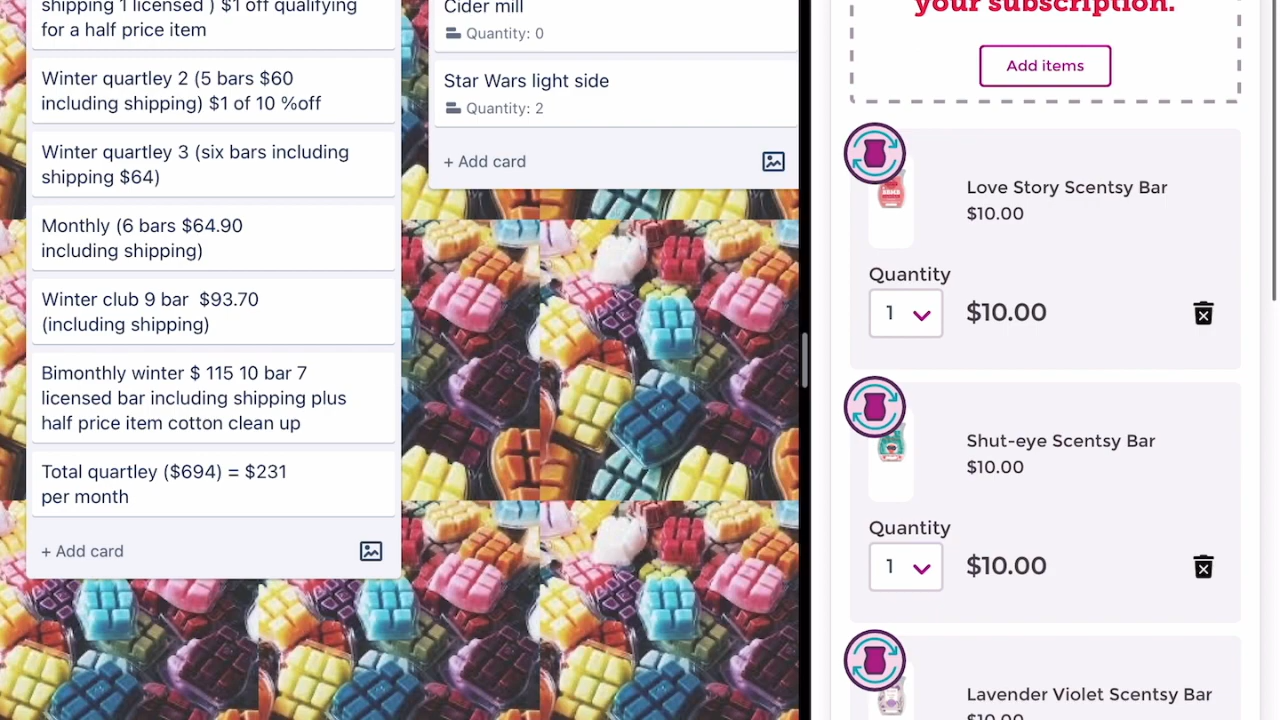 shipping 1 licensed ) $1 off qualifying
for a half price item
Winter quartley 2 (5 bars $60
including shipping) $1 of 10 %off
Winter quartley 3 (six bars including
shipping $64)
Monthly (6 bars $64.90
including shipping)
Winter club 9 bar $93.70
(including shipping)
Bimonthly winter $ 115 10 bar 7
licensed bar including shipping plus
half price item cotton clean up
Total quartley ($694) = $231
per month
+ Add card
Cider mill
Quantity: 0
Star Wars light side
Quantity: 2
+ Add card
your subscription.
Add items
Love Story Scentsy Bar
$10.00
Quantity
1
$10.00
Shut-eye Scentsy Bar
$10.00
Quantity
1
$10.00
Lavender Violet Scentsy Bar
$10.00